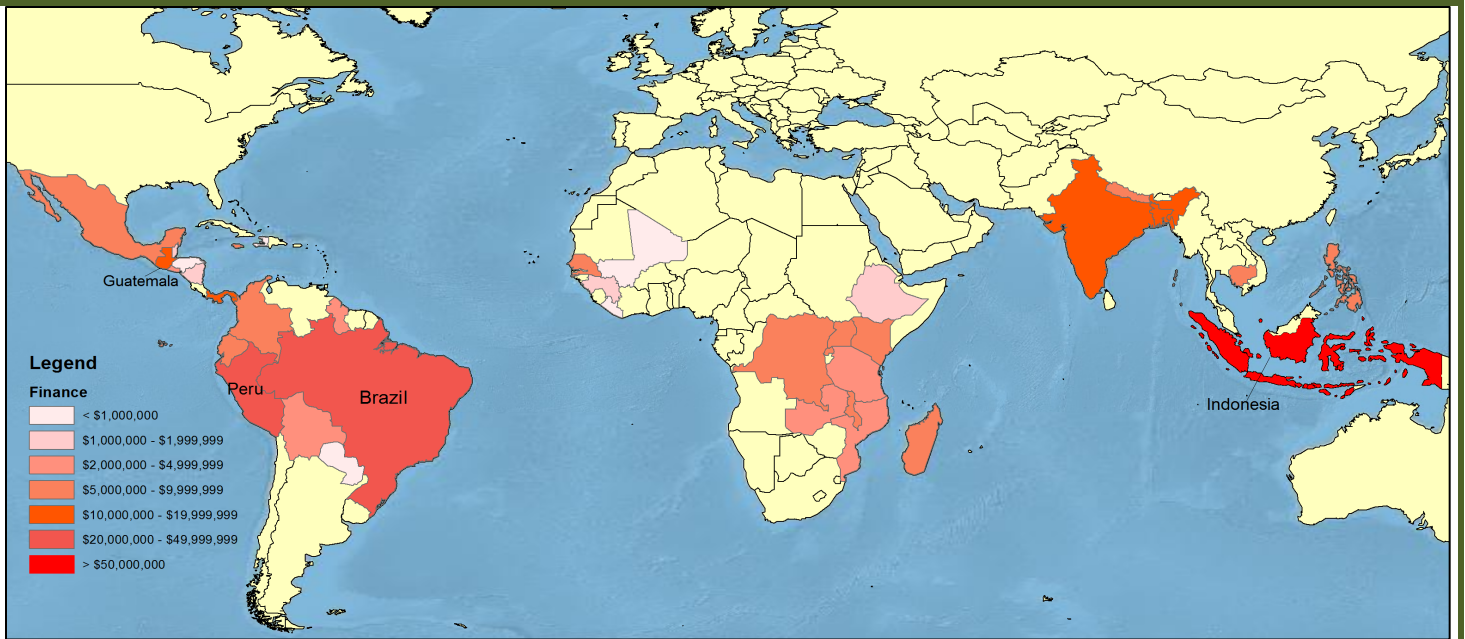 Guatemala
Peru
Brazil
Indonesia
Legend
Finance
< $1,000,000
$1,000,000 - $1,999,999
$2,000,000 - $4,999,999
$5,000,000 - $9,999,999
$10,000,000 - $19,999,999
$20,000,000 - $49,999,999
> $50,000,000